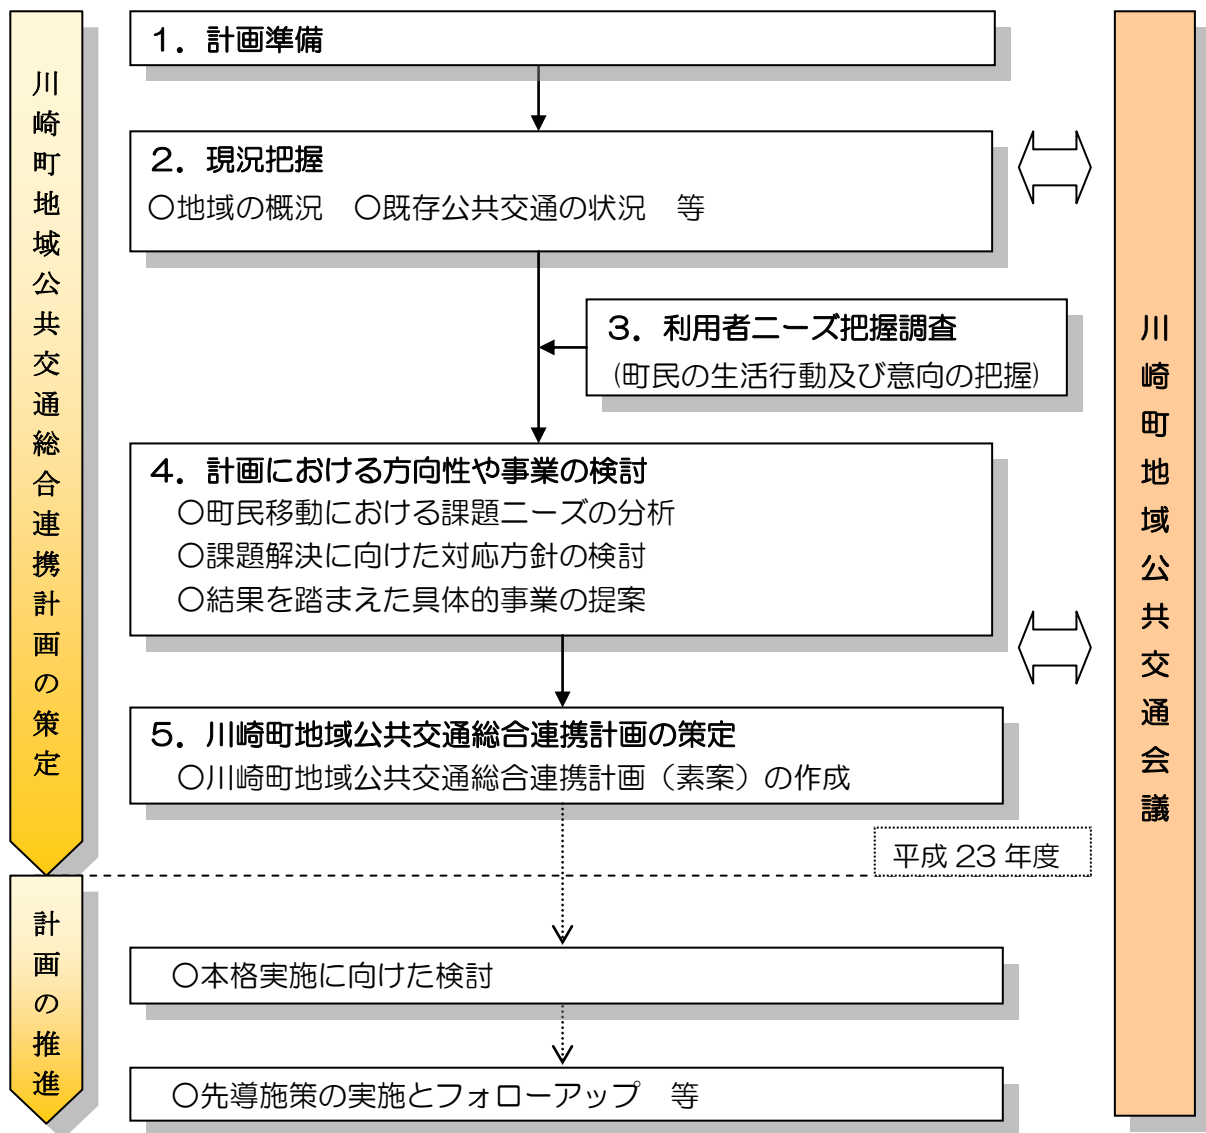 川崎町地域公共交通総合連携計画の策定
1．計画準備
2．現況把握
○地域の概況　○既存公共交通の状況　等
3．利用者ニーズ把握調査
(町民の生活行動及び意向の把握)
4．計画における方向性や事業の検討
○町民移動における課題ニーズの分析
○課題解決に向けた対応方針の検討
○結果を踏まえた具体的事業の提案
5．川崎町地域公共交通総合連携計画の策定
○川崎町地域公共交通総合連携計画（素案）の作成
平成 23 年度
計画の推進
○本格実施に向けた検討
○先導施策の実施とフォローアップ　等
川崎町地域公共交通会議